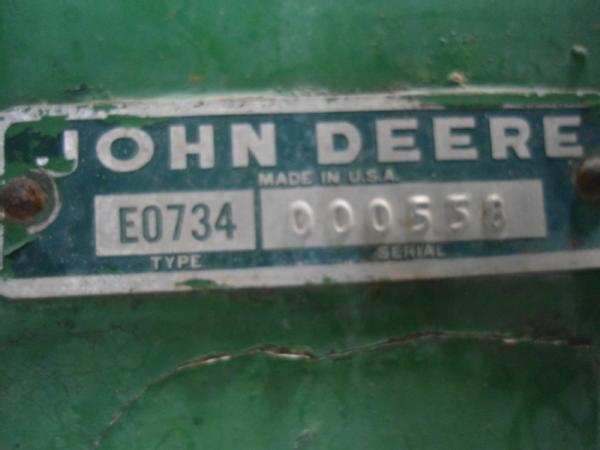 JOHN DEERE
MADE IN U.S.A.
E0734 000558
TYPE SERIAL